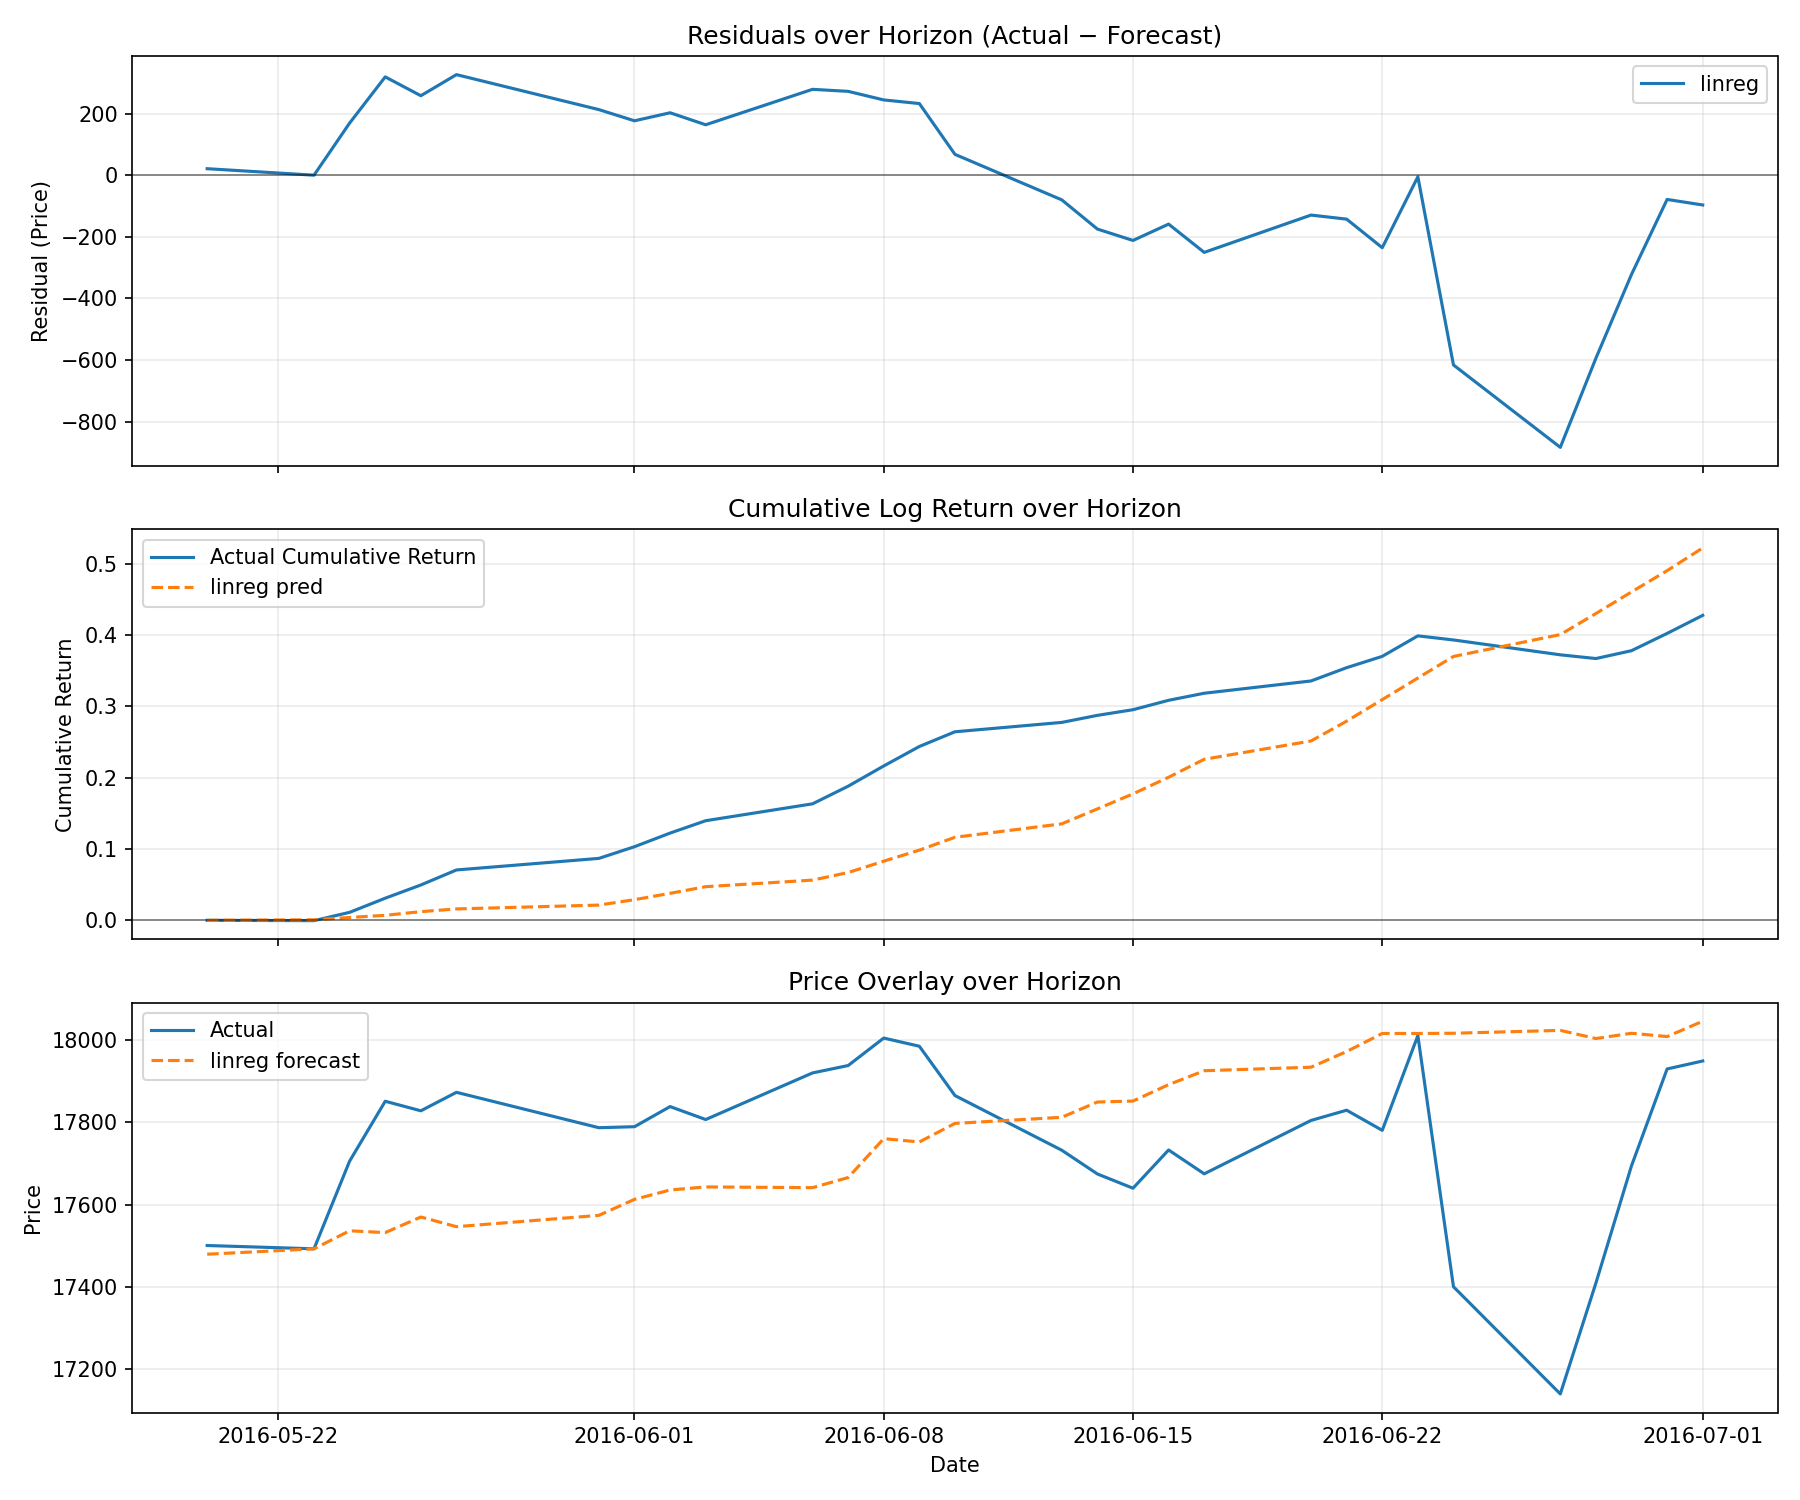 Residuals over Horizon (Actual − Forecast)
linreg
Residual (Price)
200
0
−200
−400
−600
−800
Cumulative Log Return over Horizon
Actual Cumulative Return
linreg pred
Cumulative Return
0.5
0.4
0.3
0.2
0.1
0.0
Price Overlay over Horizon
Actual
linreg forecast
Price
18000
17800
17600
17400
17200
2016-05-22 2016-06-01 2016-06-08 2016-06-15 2016-06-22 2016-07-01
Date